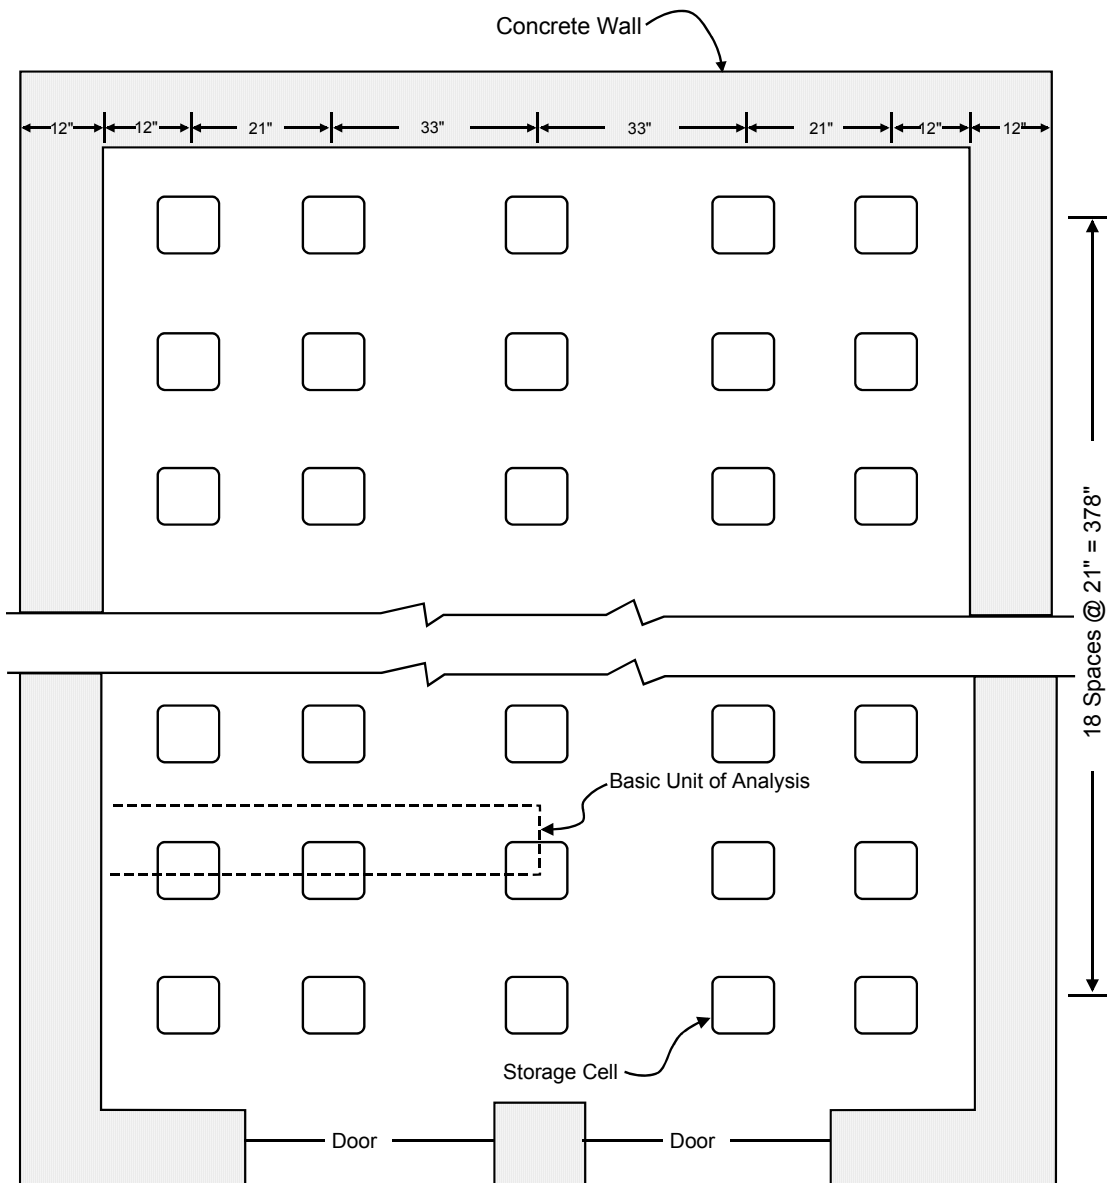 Concrete Wall
12" 12" 21" 33" 33" 21" 12" 12"
18 Spaces @ 21" = 378"
Basic Unit of Analysis
Storage Cell
Door Door